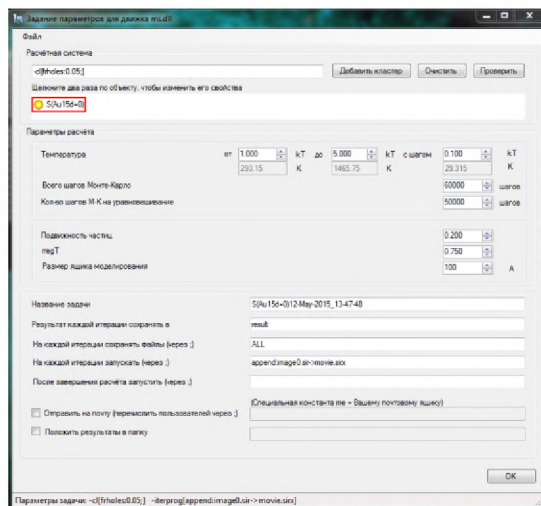 Задание параметров для движка ms.dll
Файл
Расчётная система
-cl[frholes:0.05;]
Добавить кластер
Очистить
Проверить
Щелкните два раза по объекту, чтобы изменить его свойства
S(Au15d=0)
Параметры расчёта
Температура от 1.000 kT до 5.000 kT с шагом 0.100 kT
293.15 K 1465.75 K 29.315 K
Всего шагов Монте-Карло 60000 шагов
Кол-во шагов М-К на уравновешивание 50000 шагов
Подвижность частиц 0.200
megT 0.750
Размер ящика моделирования 100 A
Название задачи S(Au15d=0)12-May-2015_13-47-48
Результат каждой итерации сохранять в result
На каждой итерации сохранять файлы (через ;) ALL
На каждой итерации запускать (через ;) append:image0.sir->movie.sirx
После завершения расчёта запустить (через ;)
(Специальная константа me = Вашему почтовому ящику)
Отправить на почту (перечислить пользователей через ;)
Положить результаты в папку
OK
Параметры задачи: -cl[frholes:0.05;] -iterprog[append:image0.sir->movie.sirx]